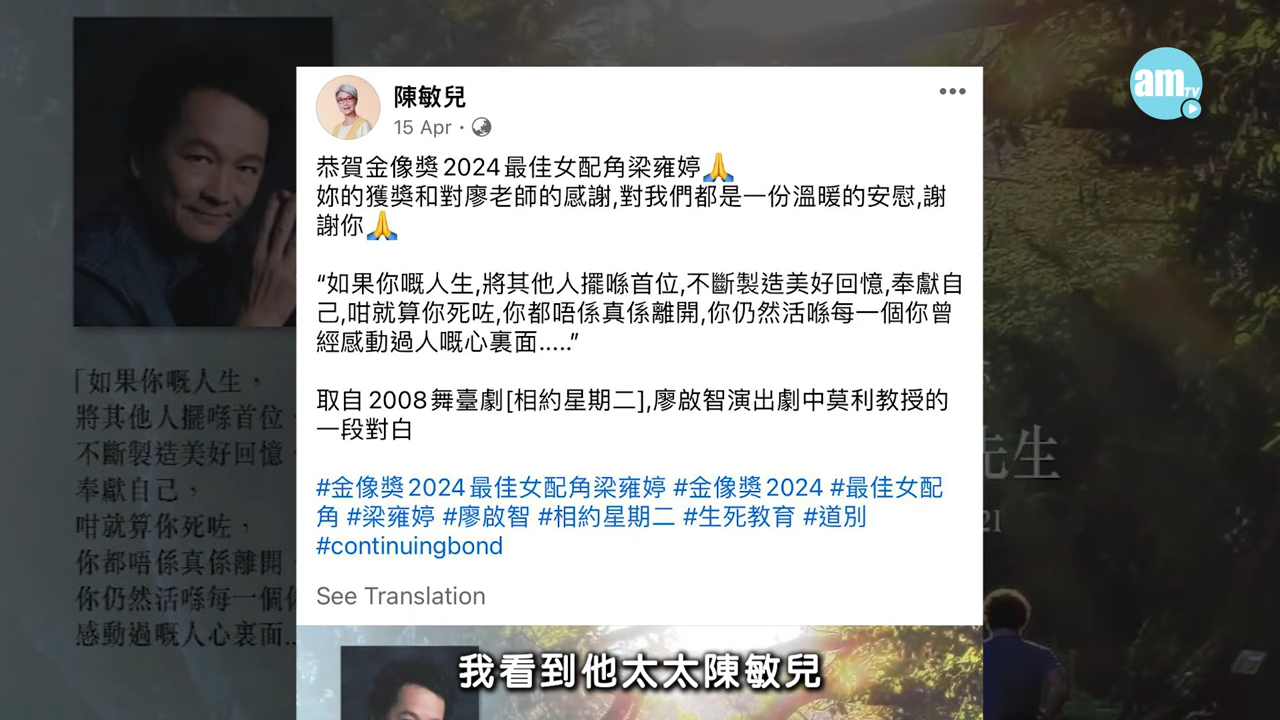 amTV
陳敏兒
15 Apr ·
恭賀金像獎2024最佳女配角梁雍婷🙏
妳的獲獎和對廖老師的感謝,對我們都是一份溫暖的安慰,謝
謝你🙏
“如果你嘅人生,將其他人擺喺首位,不斷製造美好回憶,奉獻自
己,咁就算你死咗,你都唔係真係離開,你仍然活喺每一個你曾
經感動過人嘅心裏面.....”
取自2008舞臺劇[相約星期二],廖啟智演出劇中莫利教授的
一段對白
#金像獎2024最佳女配角梁雍婷 #金像獎2024 #最佳女配
角 #梁雍婷 #廖啟智 #相約星期二 #生死教育 #道別
#continuingbond
See Translation
「如果你嘅人生，
將其他人擺喺首位，
不斷製造美好回憶，
奉獻自己，
咁就算你死咗，
你都唔係真係離開
你仍然活喺每一個
感動過嘅人心裏面...
先生
21
我看到他太太陳敏兒